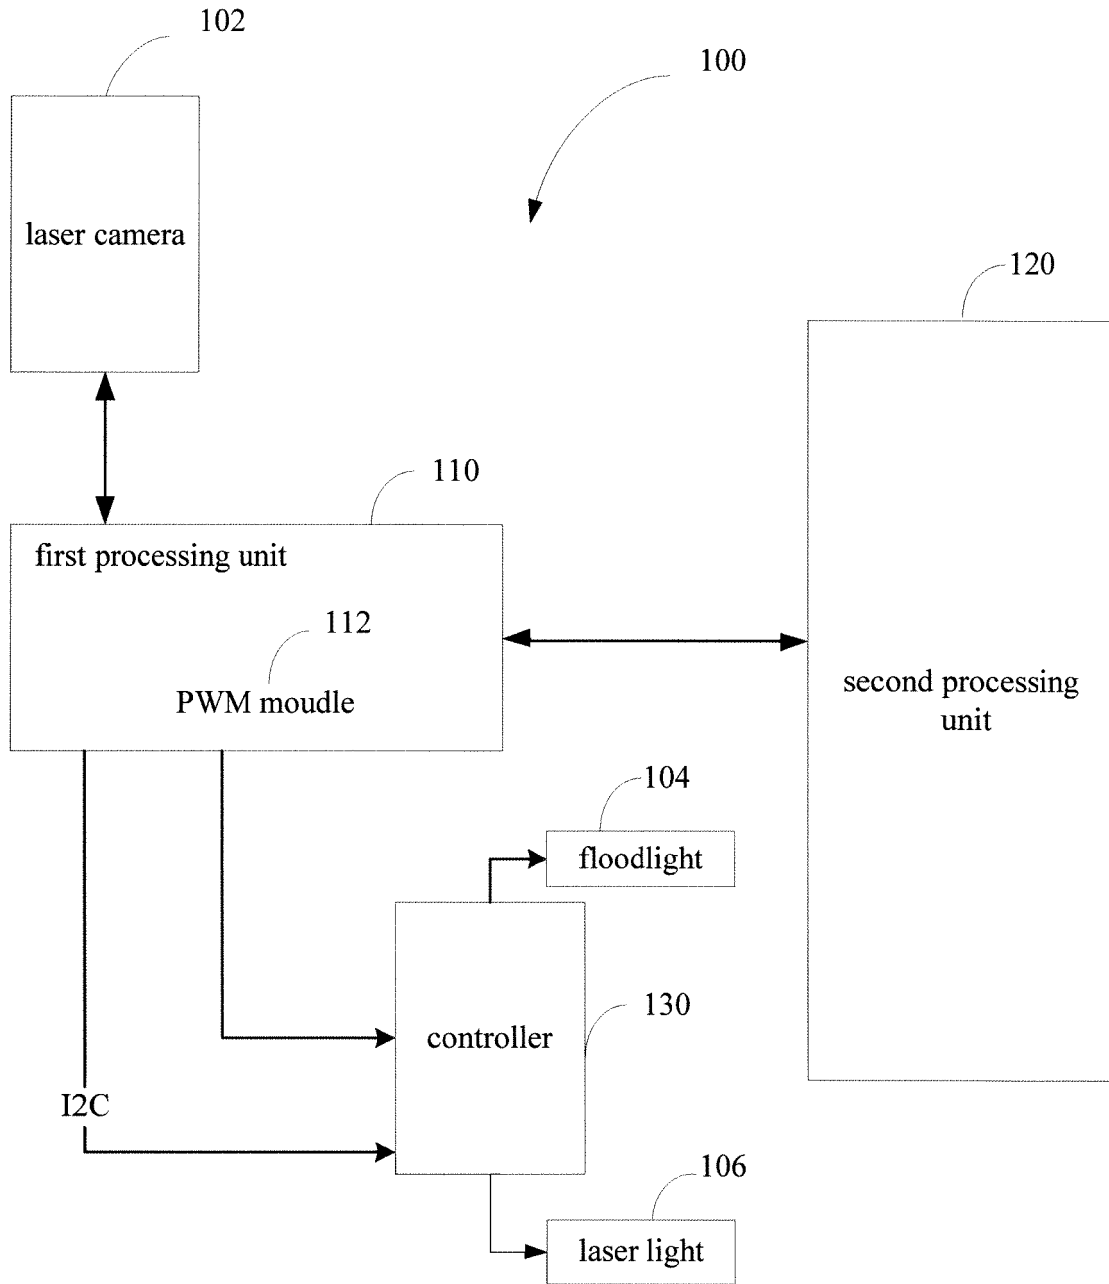 102
100
laser camera
120
110
first processing unit
112
PWM moudle
second processing
unit
104
floodlight
130
controller
I2C
106
laser light